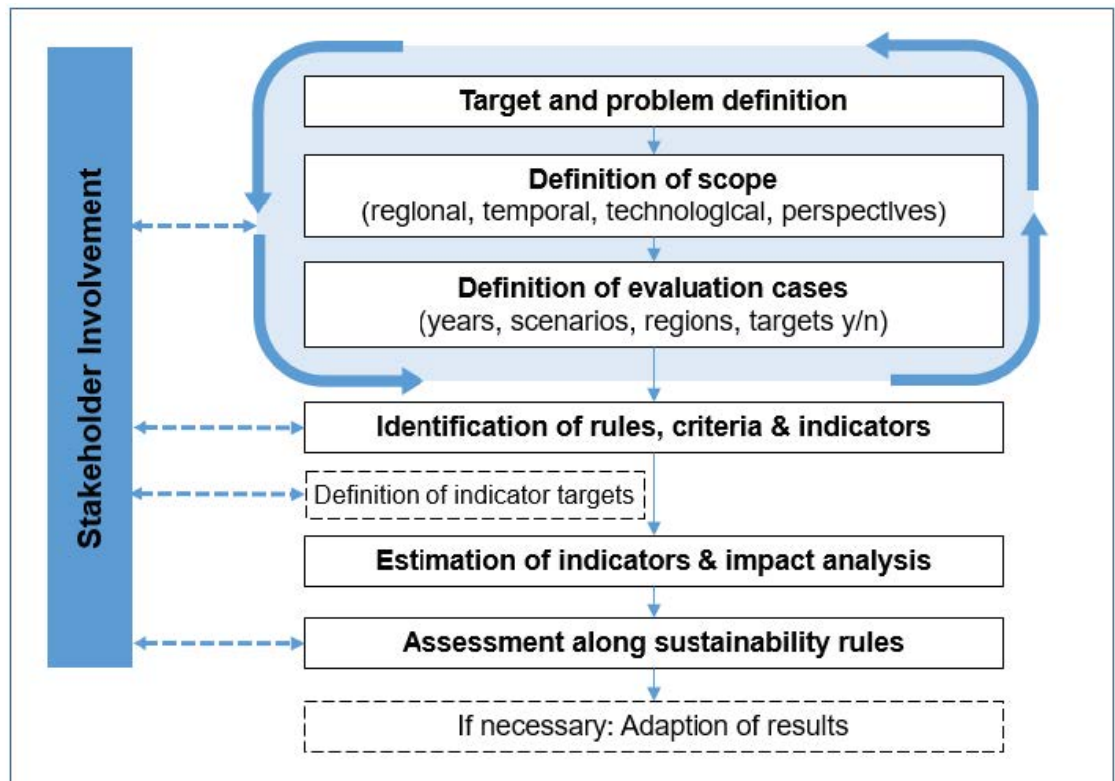 Stakeholder Involvement
Target and problem definition
Definition of scope
(regional, temporal, technological, perspectives)
Definition of evaluation cases
(years, scenarios, regions, targets y/n)
Identification of rules, criteria & indicators
Definition of indicator targets
Estimation of indicators & impact analysis
Assessment along sustainability rules
If necessary: Adaption of results